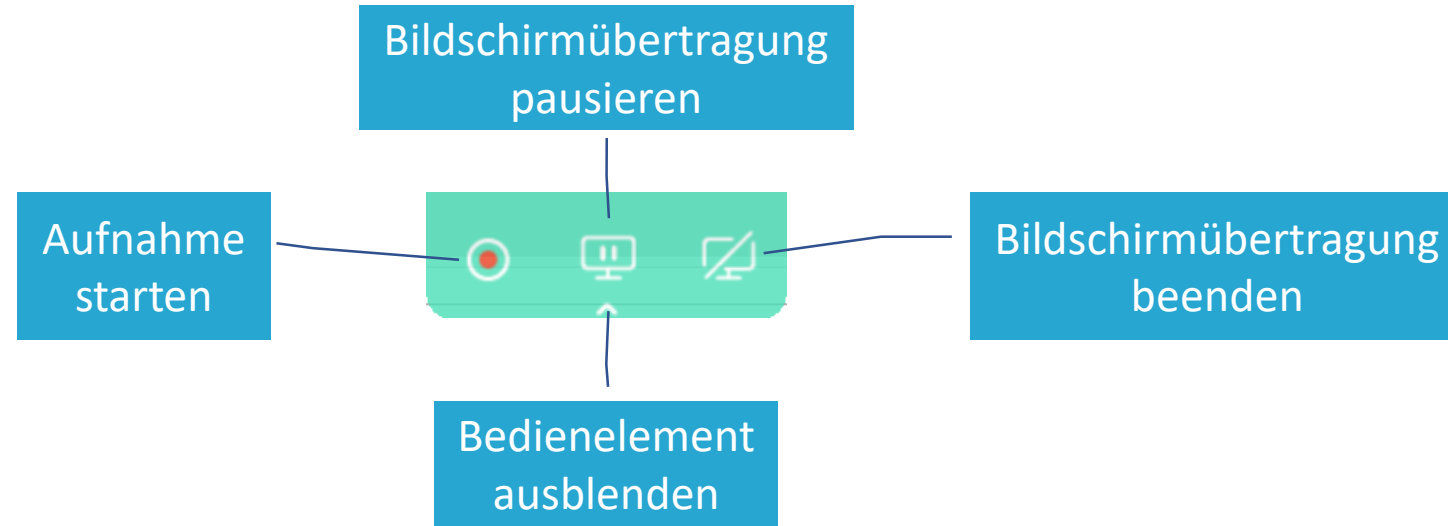 Bildschirmübertragung
pausieren
Aufnahme
starten
Bildschirmübertragung
beenden
Bedienelement
ausblenden